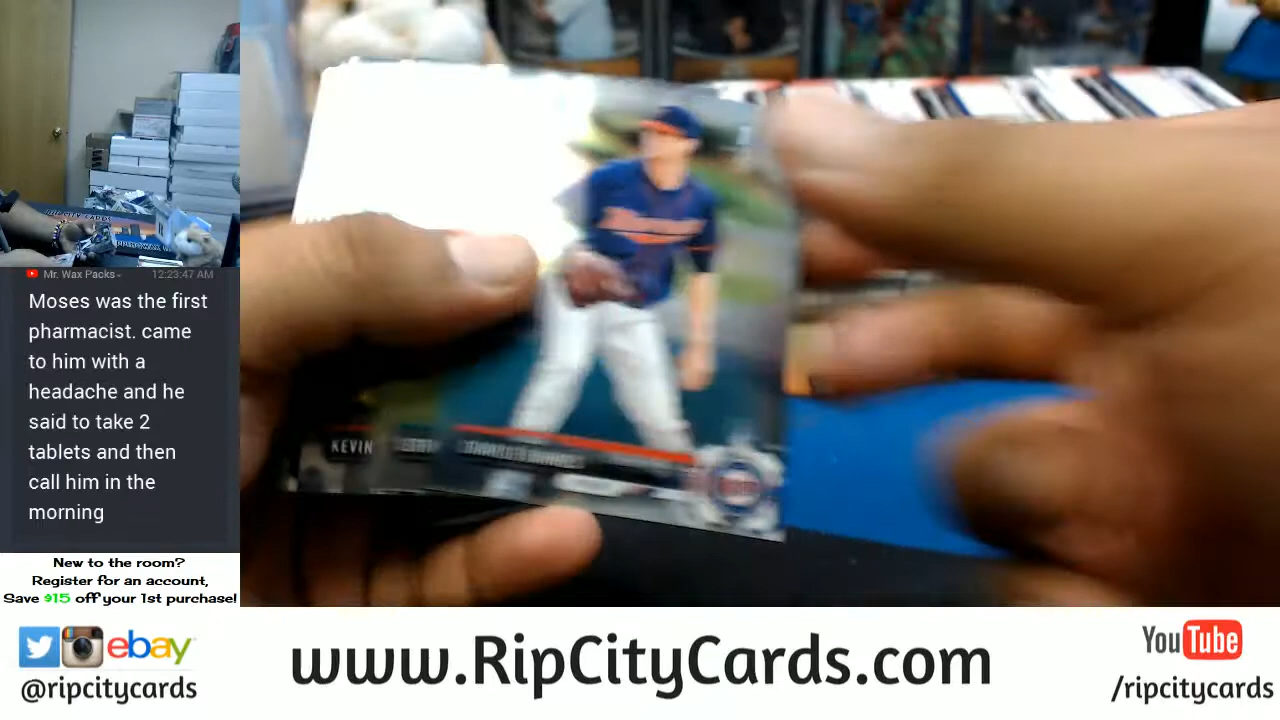 Mr. Wax Packs
12:23:47 AM
Moses was the first
pharmacist. came
to him with a
headache and he
said to take 2
tablets and then
call him in the
morning
New to the room?
Register for an account,
Save $15 off your 1st purchase!
KEVIN
ebay
@ripcitycards
www.RipCityCards.com
YouTube
/ripcitycards